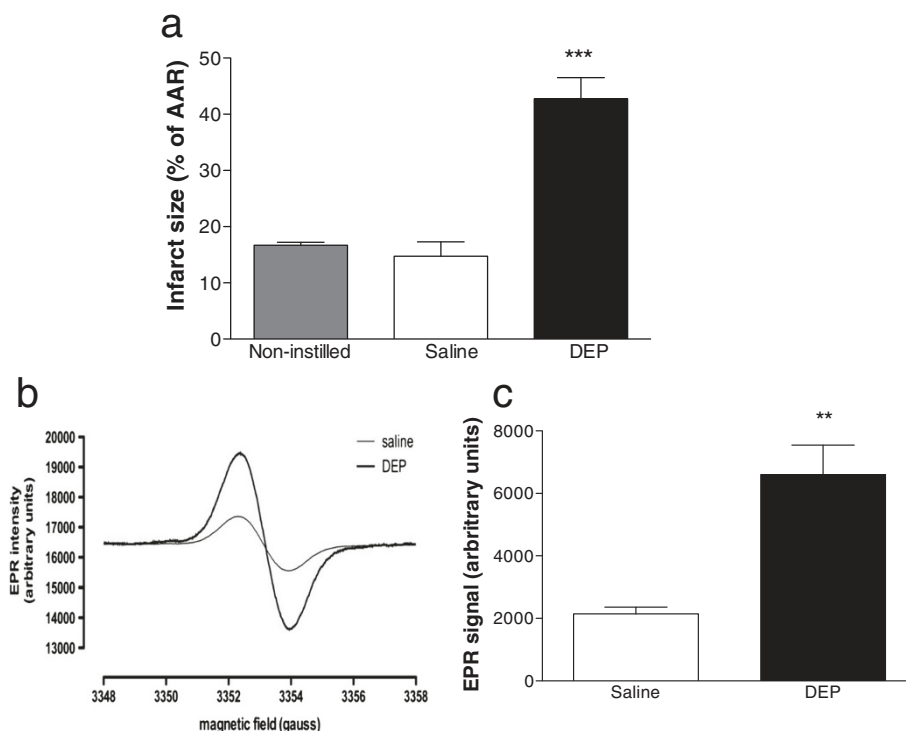 a
Infarct size (% of AAR)
50
40
30
20
10
0
***
Non-instilled Saline DEP
b
EPR intensity
(arbitrary units)
20000
19000
18000
17000
16000
15000
14000
13000
saline
DEP
3348 3350 3352 3354 3356 3358
magnetic field (gauss)
c
EPR signal (arbritrary units)
8000
6000
4000
2000
0
**
Saline DEP